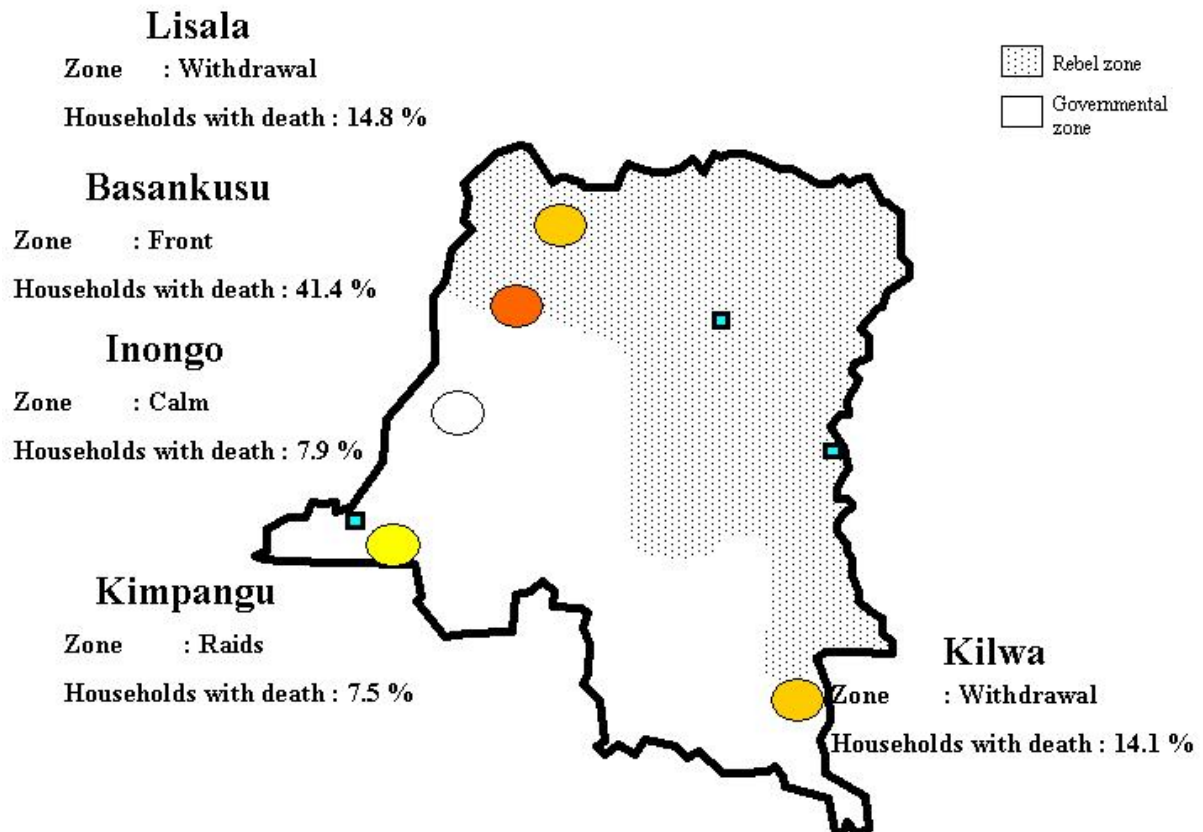 Lisala
Zone : Withdrawal
Households with death : 14.8 %
Rebel zone
Governmental
zone
Basankusu
Zone : Front
Households with death : 41.4 %
Inongo
Zone : Calm
Households with death : 7.9 %
Kimpangu
Zone : Raids
Households with death : 7.5 %
Kilwa
Zone : Withdrawal
Households with death : 14.1 %